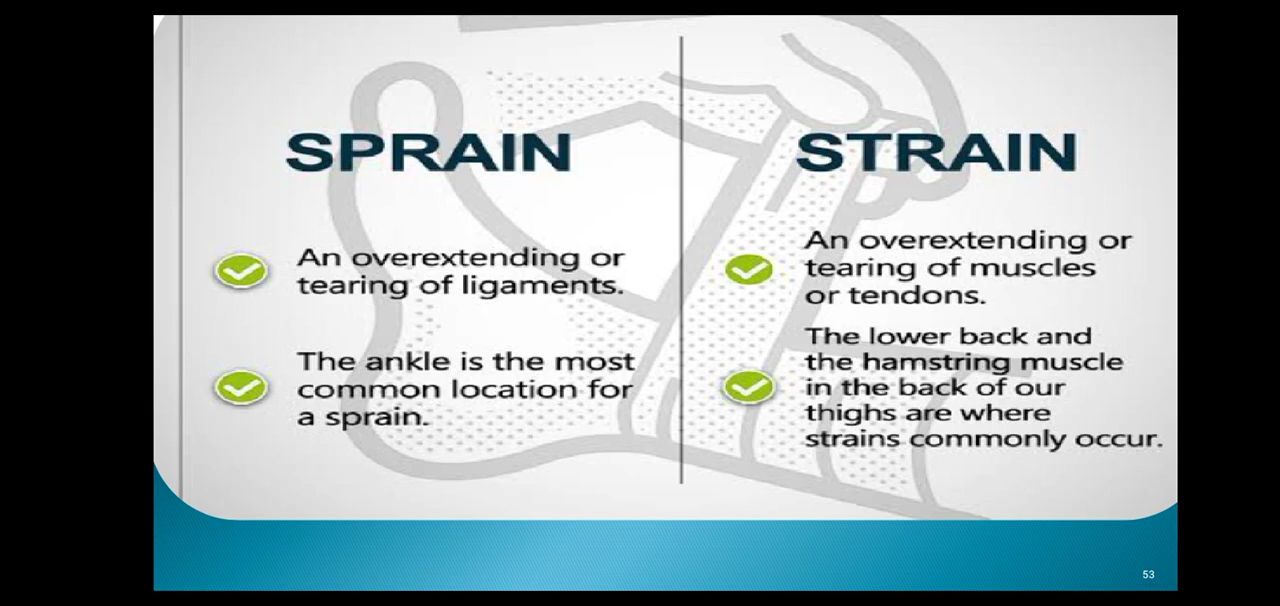 SPRAIN
An overextending or
tearing of ligaments.
The ankle is the most
common location for
a sprain.
STRAIN
An overextending or
tearing of muscles
or tendons.
The lower back and
the hamstring muscle
in the back of our
thighs are where
strains commonly occur.
53